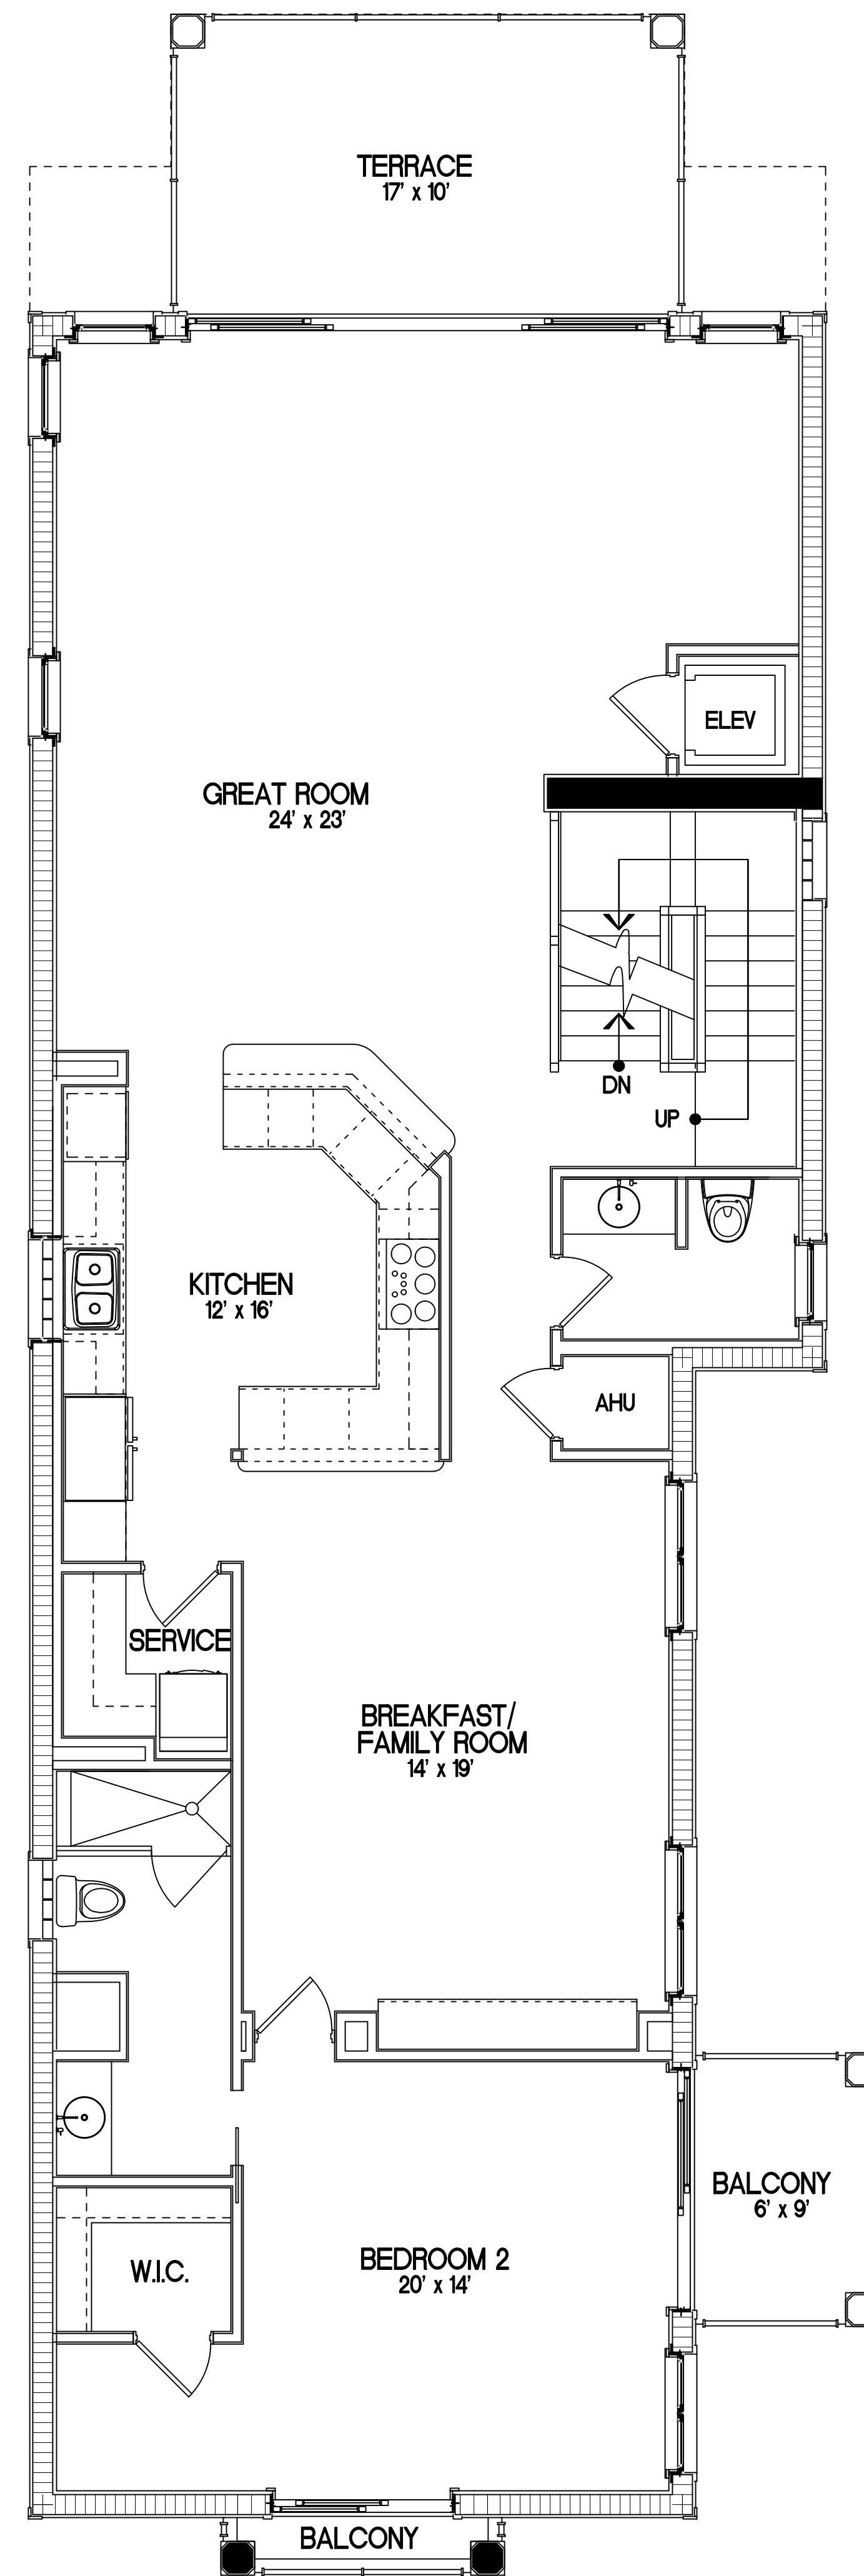 TERRACE
17' x 10'
ELEV
GREAT ROOM
24' x 23'
DN
UP
KITCHEN
12' x 16'
AHU
SERVICE
BREAKFAST/
FAMILY ROOM
14' x 19'
BALCONY
6' x 9'
BEDROOM 2
20' x 14'
W.I.C.
BALCONY